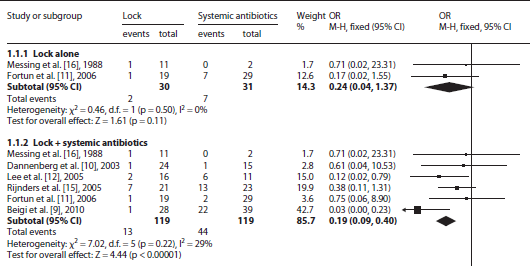 Study or subgroup Lock Systemic antibiotics Weight OR OR
events total events total % M-H, fixed (95% CI) M-H, fixed, 95% CI
1.1.1 Lock alone
Messing et al. [16], 1988 1 11 0 2 1.7 0.71 (0.02, 23.31)
Fortun et al. [11], 2006 1 19 7 29 12.6 0.17 (0.02, 1.55)
Subtotal (95% CI) 30 31 14.3 0.24 (0.04, 1.37)
Total events 2 7
Heterogeneity: χ² = 0.46, d.f. = 1 (p = 0.50), I² = 0%
Test for overall effect: Z = 1.61 (p = 0.11)
1.1.2 Lock + systemic antibiotics
Messing et al. [16], 1988 1 11 0 2 1.7 0.71 (0.02, 23.31)
Dannenberg et al. [10], 2003 1 24 1 15 2.8 0.61 (0.04, 10.53)
Lee et al. [12], 2005 2 16 6 11 15.0 0.12 (0.02, 0.79)
Rijnders et al. [15], 2005 7 21 13 23 19.9 0.38 (0.11, 1.31)
Fortun et al. [11], 2006 1 19 2 29 3.6 0.75 (0.06, 8.90)
Beigi et al. [9], 2010 1 28 22 39 42.7 0.03 (0.00, 0.23)
Subtotal (95% CI) 119 119 85.7 0.19 (0.09, 0.40)
Total events 13 44
Heterogeneity: χ² = 7.02, d.f. = 5 (p = 0.22), I² = 29%
Test for overall effect: Z = 4.44 (p < 0.00001)